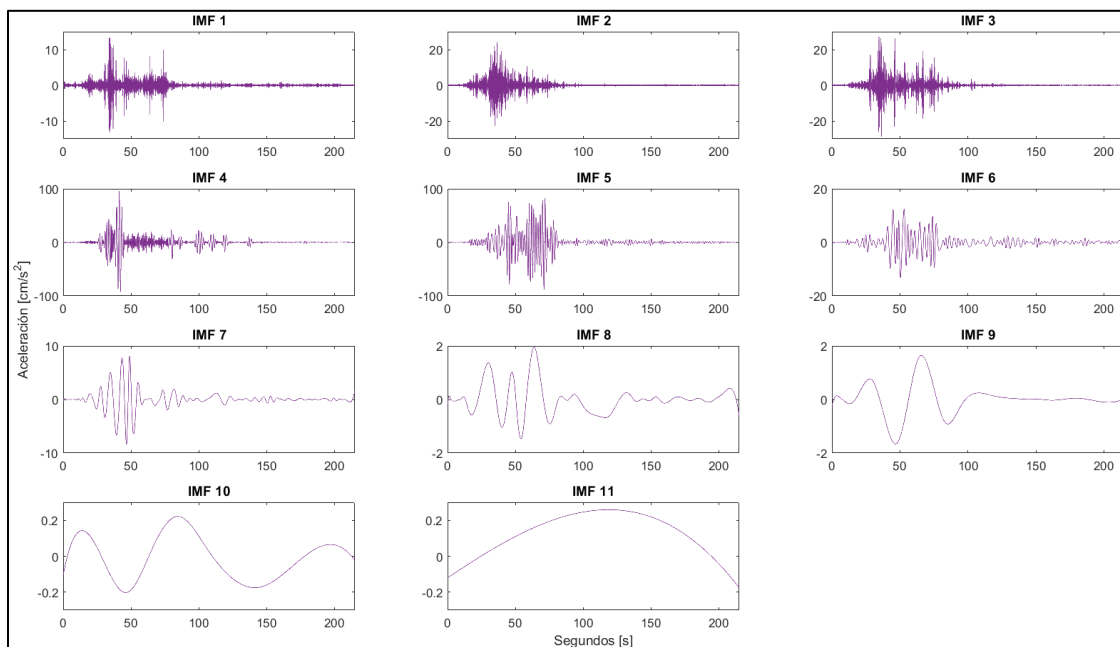 IMF 1 IMF 2 IMF 3
10 20 20
0 0 0
-10 -20 -20
0 50 100 150 200 0 50 100 150 200 0 50 100 150 200
IMF 4 IMF 5 IMF 6
100 100 20
0 0 0
-100 -100 -20
0 50 100 150 200 0 50 100 150 200 0 50 100 150 200
Aceleración [cm/s²]
IMF 7 IMF 8 IMF 9
10 2 2
0 0 0
-10 -2 -2
0 50 100 150 200 0 50 100 150 200 0 50 100 150 200
IMF 10 IMF 11
0.2 0.2
0 0
-0.2 -0.2
0 50 100 150 200 0 50 100 150 200
Segundos [s]